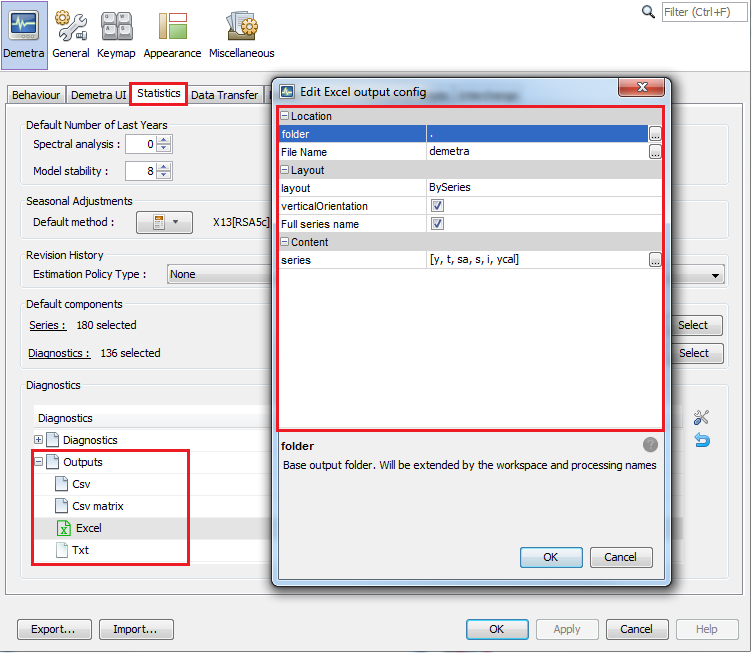 Filter (Ctrl+F)
Demetra General Keymap Appearance Miscellaneous
Behaviour Demetra UI Statistics Data Transfer
Default Number of Last Years
Spectral analysis : 0
Model stability : 8
Seasonal Adjustments
Default method : X13[RSA5c]
Revision History
Estimation Policy Type : None
Default components
Series : 180 selected
Select
Diagnostics : 136 selected
Select
Diagnostics
Diagnostics
Diagnostics
Outputs
Csv
Csv matrix
Excel
Txt
Edit Excel output config
Location
folder .
...
File Name demetra
...
Layout
layout BySeries
verticalOrientation
Full series name
Content
series [y, t, sa, s, i, ycal]
...
folder
Base output folder. Will be extended by the workspace and processing names
OK Cancel
Export... Import... OK Apply Cancel Help